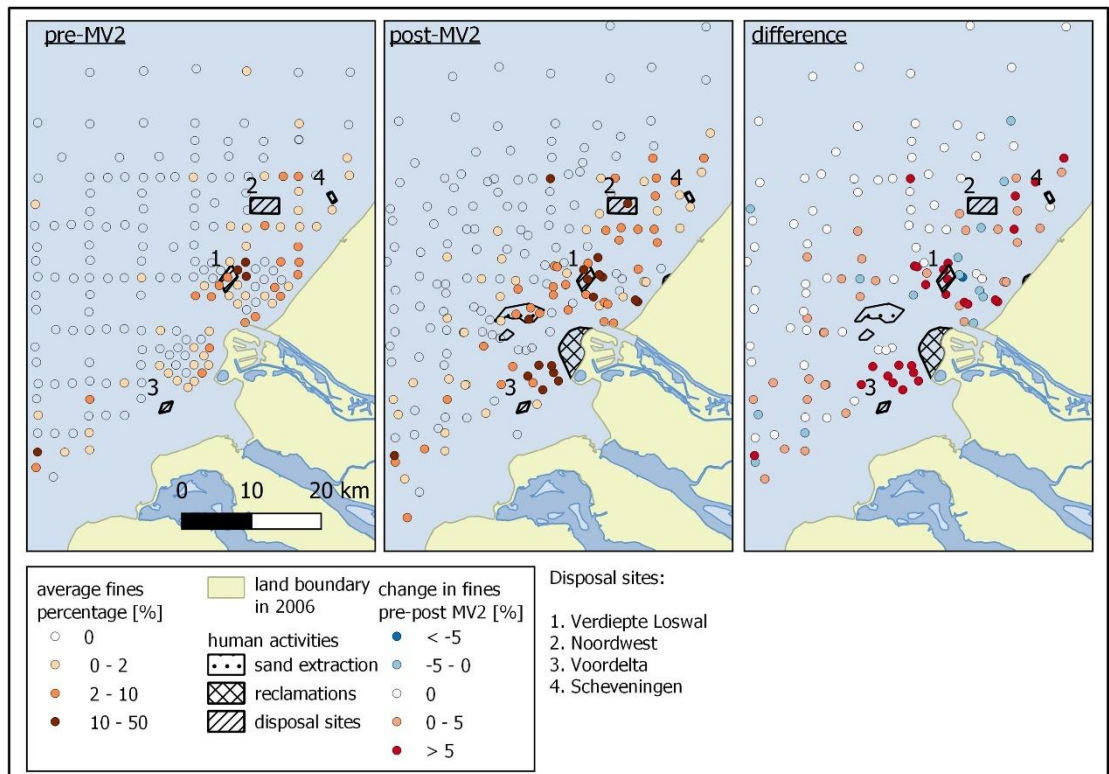 pre-MV2
post-MV2
difference
2
4
1
3
2
4
1
3
2
4
1
3
0 10 20 km
average fines
percentage [%]
0
0 - 2
2 - 10
10 - 50
land boundary
in 2006
human activities
sand extraction
reclamations
disposal sites
change in fines
pre-post MV2 [%]
< -5
-5 - 0
0
0 - 5
> 5
Disposal sites:
1. Verdiepte Loswal
2. Noordwest
3. Voordelta
4. Scheveningen